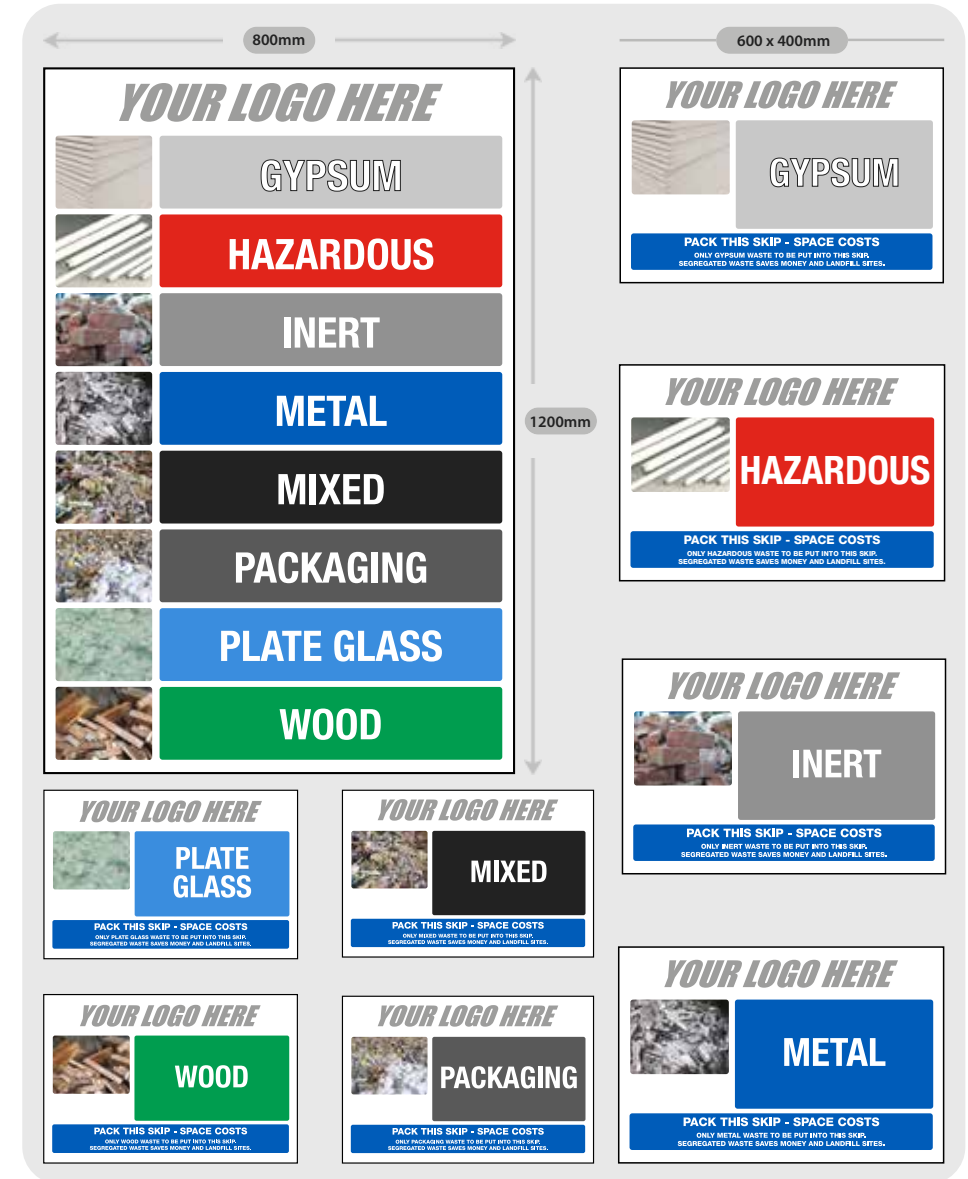 800mm
600 x 400mm
YOUR LOGO HERE
GYPSUM
HAZARDOUS
INERT
METAL
MIXED
PACKAGING
PLATE GLASS
WOOD
1200mm
YOUR LOGO HERE
GYPSUM
PACK THIS SKIP - SPACE COSTS
ONLY GYPSUM WASTE TO BE PUT INTO THIS SKIP.
SEGREGATED WASTE SAVES MONEY AND LANDFILL SITES.
YOUR LOGO HERE
HAZARDOUS
PACK THIS SKIP - SPACE COSTS
ONLY HAZARDOUS WASTE TO BE PUT INTO THIS SKIP.
SEGREGATED WASTE SAVES MONEY AND LANDFILL SITES.
YOUR LOGO HERE
INERT
PACK THIS SKIP - SPACE COSTS
ONLY INERT WASTE TO BE PUT INTO THIS SKIP.
SEGREGATED WASTE SAVES MONEY AND LANDFILL SITES.
YOUR LOGO HERE
PLATE
GLASS
PACK THIS SKIP - SPACE COSTS
ONLY PLATE GLASS WASTE TO BE PUT INTO THIS SKIP.
SEGREGATED WASTE SAVES MONEY AND LANDFILL SITES.
YOUR LOGO HERE
MIXED
PACK THIS SKIP - SPACE COSTS
ONLY MIXED WASTE TO BE PUT INTO THIS SKIP.
SEGREGATED WASTE SAVES MONEY AND LANDFILL SITES.
YOUR LOGO HERE
WOOD
PACK THIS SKIP - SPACE COSTS
ONLY WOOD WASTE TO BE PUT INTO THIS SKIP.
SEGREGATED WASTE SAVES MONEY AND LANDFILL SITES.
YOUR LOGO HERE
PACKAGING
PACK THIS SKIP - SPACE COSTS
ONLY PACKAGING WASTE TO BE PUT INTO THIS SKIP.
SEGREGATED WASTE SAVES MONEY AND LANDFILL SITES.
YOUR LOGO HERE
METAL
PACK THIS SKIP - SPACE COSTS
ONLY METAL WASTE TO BE PUT INTO THIS SKIP.
SEGREGATED WASTE SAVES MONEY AND LANDFILL SITES.